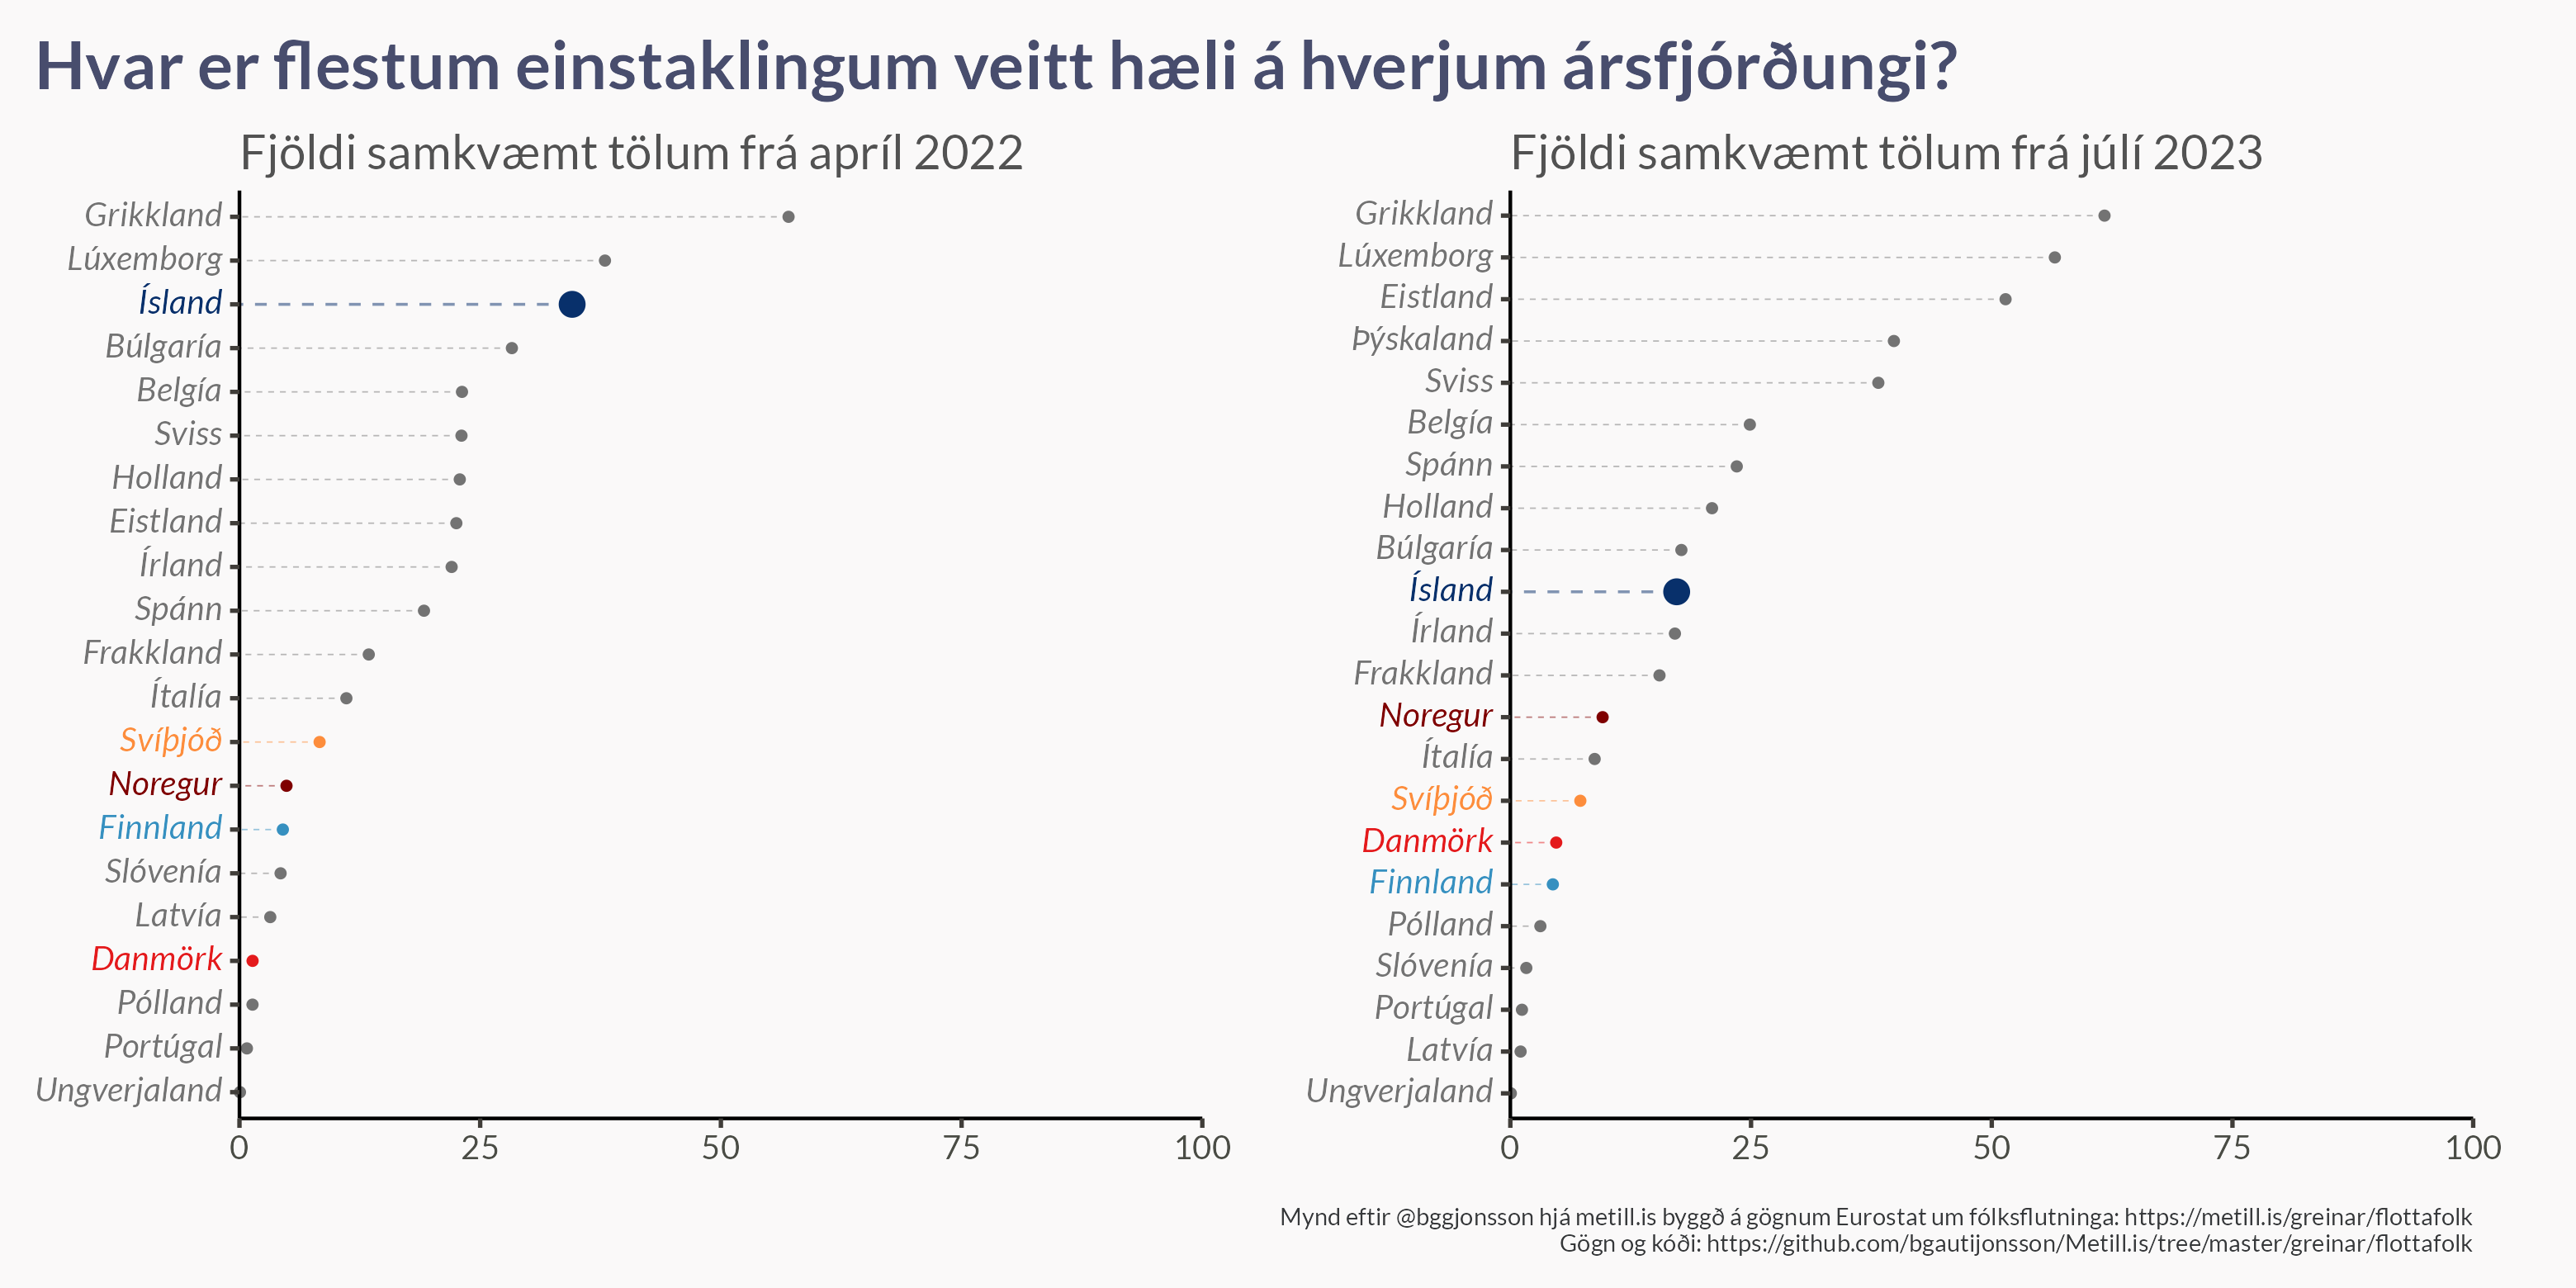 Hvar er flestum einstaklingum veitt hæli á hverjum ársfjórðungi?
Fjöldi samkvæmt tölum frá apríl 2022
Grikkland
Lúxemborg
Ísland
Búlgaría
Belgía
Sviss
Holland
Eistland
Írland
Spánn
Frakkland
Ítalía
Svíþjóð
Noregur
Finnland
Slóvenía
Latvía
Danmörk
Pólland
Portúgal
Ungverjaland
0 25 50 75 100
Fjöldi samkvæmt tölum frá júlí 2023
Grikkland
Lúxemborg
Eistland
Þýskaland
Sviss
Belgía
Spánn
Holland
Búlgaría
Ísland
Írland
Frakkland
Noregur
Ítalía
Svíþjóð
Danmörk
Finnland
Pólland
Slóvenía
Portúgal
Latvía
Ungverjaland
0 25 50 75 100
Mynd eftir @bggjonsson hjá metill.is byggð á gögnum Eurostat um fólksflutninga: https://metill.is/greinar/flottafolk
Gögn og kóði: https://github.com/bgautijonsson/Metill.is/tree/master/greinar/flottafolk